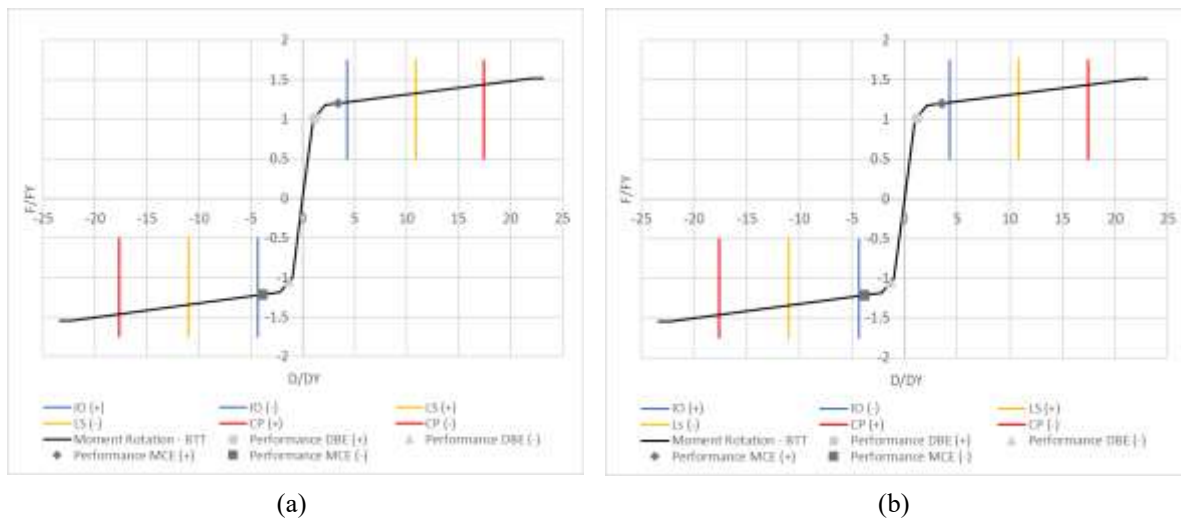 2
1.5
1
0.5
0
-25 -20 -15 -10 -5 0 5 10 15 20 25
-0.5
-1
-1.5
-2
F/FY
D/DY
IO (+) IO (-) LS (+)
LS (-) CP (+) CP (-)
Moment Rotation - BTT Performance DBE (+) Performance DBE (-)
Performance MCE (+) Performance MCE (-)
(a)
2
1.5
1
0.5
0
-25 -20 -15 -10 -5 0 5 10 15 20 25
-0.5
-1
-1.5
-2
F/FY
D/DY
IO (+) IO (-) LS (+)
Ls (-) CP (+) CP (-)
Moment Rotation - BTT Performance DBE (+) Performance DBE (-)
Performance MCE (+) Performance MCE (-)
(b)